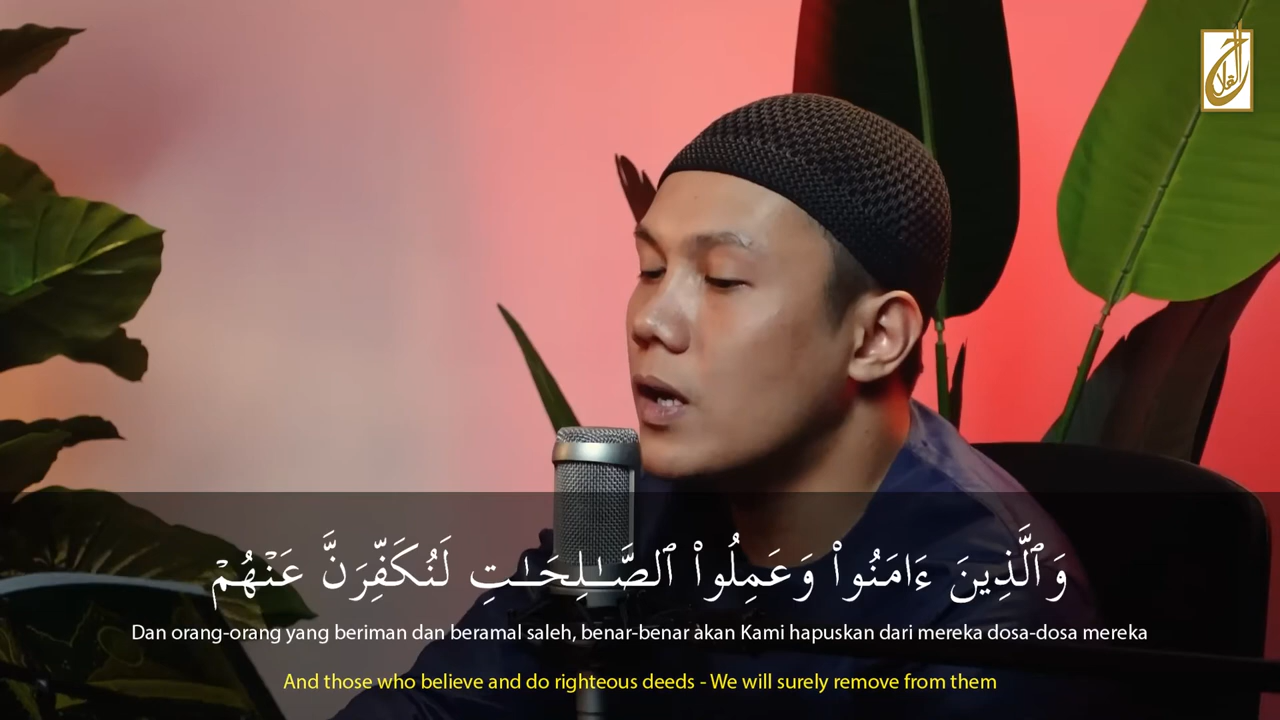 الفلاح
وَٱلَّذِينَ ءَامَنُوا۟ وَعَمِلُوا۟ ٱلصَّـٰلِحَـٰتِ لَنُكَفِّرَنَّ عَنْهُمْ
Dan orang-orang yang beriman dan beramal saleh, benar-benar akan Kami hapuskan dari mereka dosa-dosa mereka
And those who believe and do righteous deeds - We will surely remove from them